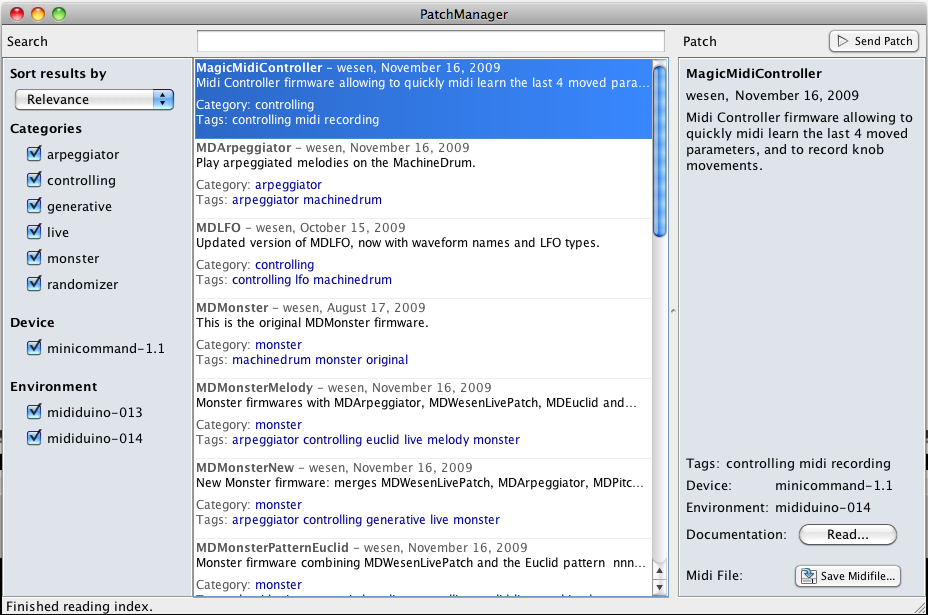 PatchManager
Search
Patch
Send Patch
Sort results by
Relevance
Categories
arpeggiator
controlling
generative
live
monster
randomizer
Device
minicommand-1.1
Environment
mididuino-013
mididuino-014
MagicMidiController – wesen, November 16, 2009
Midi Controller firmware allowing to quickly midi learn the last 4 moved para...
Category: controlling
Tags: controlling midi recording
MDArpeggiator – wesen, November 16, 2009
Play arpeggiated melodies on the MachineDrum.
Category: arpeggiator
Tags: arpeggiator machinedrum
MDLFO – wesen, October 15, 2009
Updated version of MDLFO, now with waveform names and LFO types.
Category: controlling
Tags: controlling lfo machinedrum
MDMonster – wesen, August 17, 2009
This is the original MDMonster firmware.
Category: monster
Tags: machinedrum monster original
MDMonsterMelody – wesen, November 16, 2009
Monster firmwares with MDArpeggiator, MDWesenLivePatch, MDEuclid and...
Category: monster
Tags: arpeggiator controlling euclid live melody monster
MDMonsterNew – wesen, November 16, 2009
New Monster firmware: merges MDWesenLivePatch, MDArpeggiator, MDPitc...
Category: monster
Tags: arpeggiator controlling generative live monster
MDMonsterPatternEuclid – wesen, November 16, 2009
Monster firmware combining MDWesenLivePatch and the Euclid pattern nnn...
Category: monster
MagicMidiController
wesen, November 16, 2009
Midi Controller firmware allowing to
quickly midi learn the last 4 moved
parameters, and to record knob
movements.
Tags: controlling midi recording
Device: minicommand-1.1
Environment: mididuino-014
Documentation: Read...
Midi File: Save Midifile...
Finished reading index.